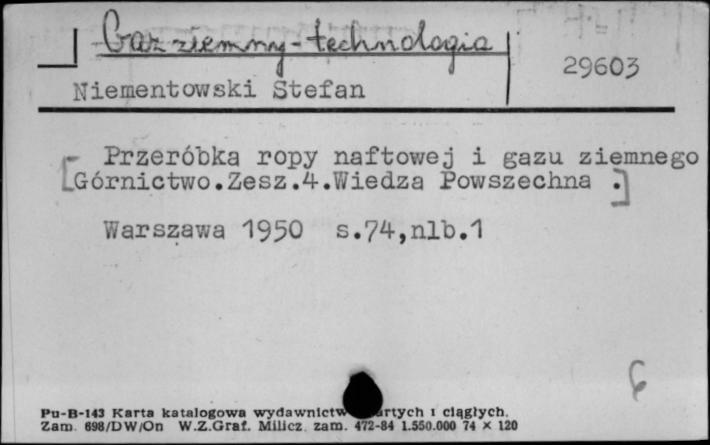 Gaz ziemny - technologia
29603
Niementowski Stefan
Przeróbka ropy naftowej i gazu ziemnego
[Górnictwo.Zesz.4.Wiedza Powszechna .]
Warszawa 1950 s.74,nlb.1
6
Pu-B-143 Karta katalogowa wydawnictw artych i ciągłych.
Zam. 698/DW/On W.Z.Graf. Milicz zam. 472-84 1.550.000 74 × 120